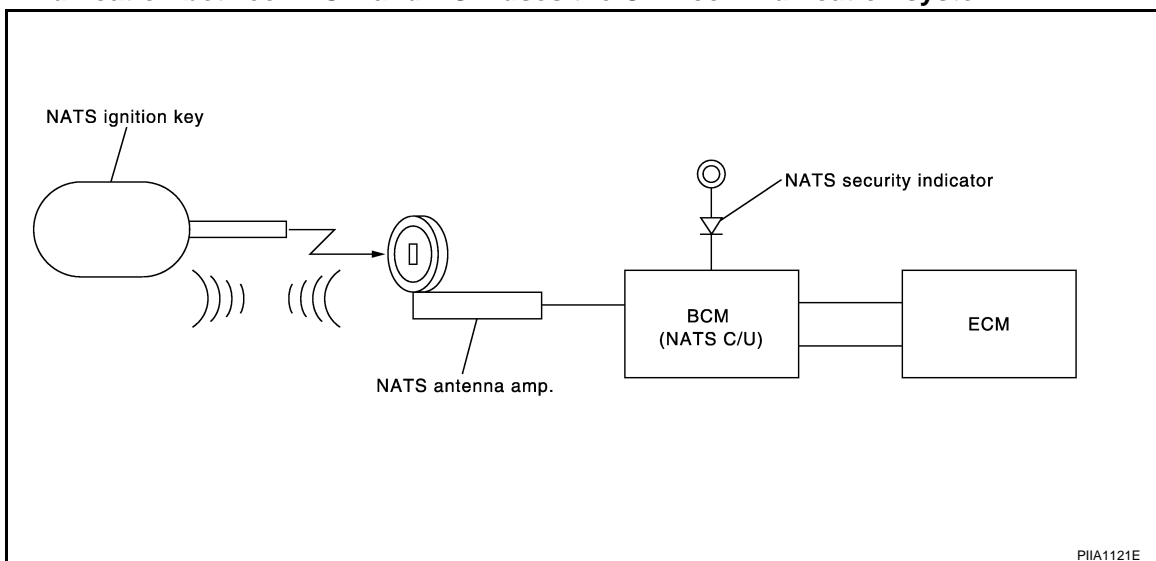 NATS ignition key
NATS security indicator
BCM
(NATS C/U)
ECM
NATS antenna amp.
PIIA1121E